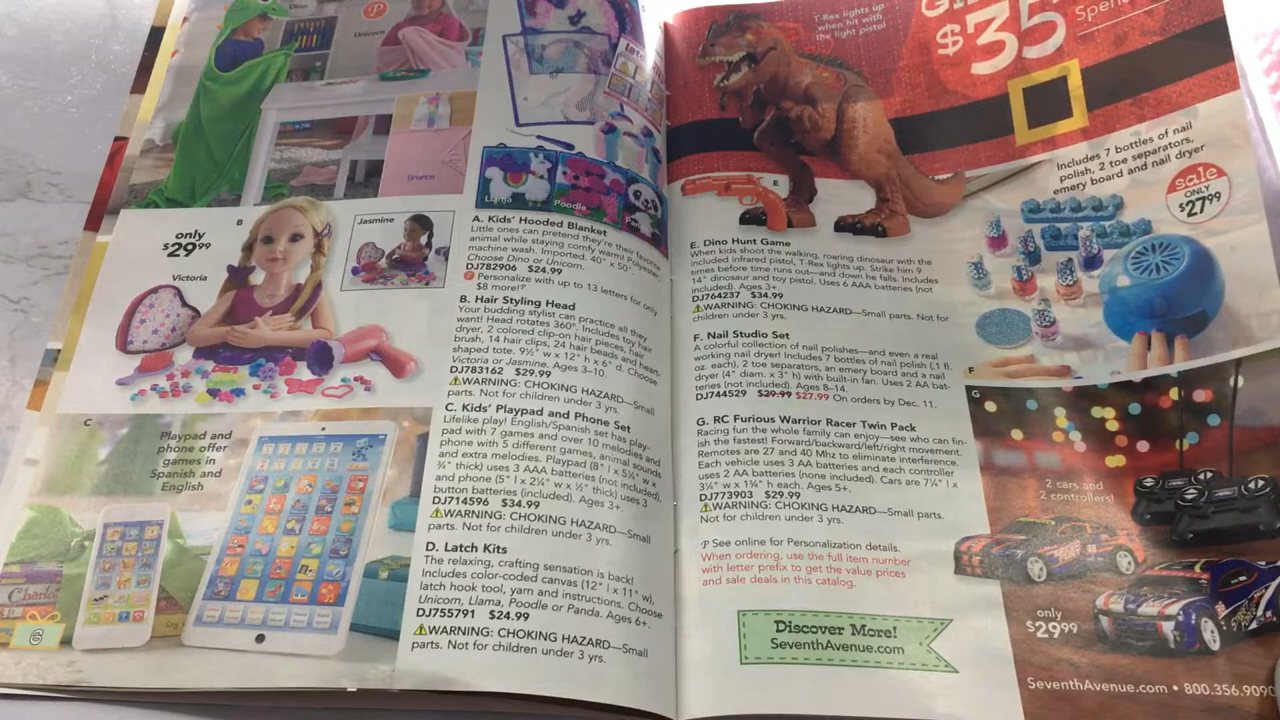 Dino
P
Unicorn
Brianna
Latch
Llama
Poodle
B
only
$29⁹⁹
Victoria
Jasmine
C
Playpad and
phone offer
games in
Spanish and
English
6
A. Kids' Hooded Blanket
Little ones can pretend they're their favorite
animal while staying comfy warm! Polyester;
machine wash. Imported. 40" x 50".
Choose Dino or Unicorn.
DJ782906 $24.99
P Personalize with up to 13 letters for only
$8 more!
B. Hair Styling Head
Your budding stylist can practice all they
want! Head rotates 360°. Includes toy hair
dryer, 2 colored clip-on hair pieces, hair
brush, 14 hair clips, 24 hair beads and heart-
shaped tote. 9½" w x 12" h x 6" d. Choose
Victoria or Jasmine. Ages 3–10.
DJ783162 $29.99
⚠WARNING: CHOKING HAZARD—Small
parts. Not for children under 3 yrs.
C. Kids' Playpad and Phone Set
Lifelike play! English/Spanish set has play-
pad with 7 games and over 10 melodies and
phone with 5 different games, animal sounds
and extra melodies. Playpad (8" l x 5¼" w x
¾" thick) uses 3 AAA batteries (not included),
and phone (5" l x 2¼" w x ½" thick) uses 3
button batteries (included). Ages 3+.
DJ714596 $34.99
⚠WARNING: CHOKING HAZARD—Small
parts. Not for children under 3 yrs.
D. Latch Kits
The relaxing, crafting sensation is back!
Includes color-coded canvas (12" l x 11" w),
latch hook tool, yarn and instructions. Choose
Unicorn, Llama, Poodle or Panda. Ages 6+.
DJ755791 $24.99
⚠WARNING: CHOKING HAZARD—Small
parts. Not for children under 3 yrs.
T-Rex lights up
when hit with
the light pistol
$35
E
Includes 7 bottles of nail
polish, 2 toe separators,
emery board and nail dryer
sale
ONLY
$27⁹⁹
E. Dino Hunt Game
When kids shoot the walking, roaring dinosaur with the
included infrared pistol, T-Rex lights up. Strike him 9
times before time runs out—and down he falls. Includes
14" dinosaur and toy pistol. Uses 6 AAA batteries (not
included). Ages 3+.
DJ764237 $34.99
⚠WARNING: CHOKING HAZARD—Small parts. Not for
children under 3 yrs.
F. Nail Studio Set
A colorful collection of nail polishes—and even a real
working nail dryer! Includes 7 bottles of nail polish (.1 fl.
oz. each), 2 toe separators, an emery board and a nail
dryer (4" diam. x 3" h) with built-in fan. Uses 2 AA bat-
teries (not included). Ages 8–14.
DJ744529 $29.99 $27.99 On orders by Dec. 11.
G. RC Furious Warrior Racer Twin Pack
Racing fun the whole family can enjoy—see who can fin-
ish the fastest! Forward/backward/left/right movement.
Remotes are 27 and 40 Mhz to eliminate interference.
Each vehicle uses 3 AA batteries and each controller
uses 2 AA batteries (none included). Cars are 7¼" l x
3¼" w x 1¾" h each. Ages 5+.
DJ773903 $29.99
⚠WARNING: CHOKING HAZARD—Small parts.
Not for children under 3 yrs.
P See online for Personalization details.
When ordering, use the full item number
with letter prefix to get the value prices
and sale deals in this catalog.
Discover More!
SeventhAvenue.com
F
G
2 cars and
2 controllers!
only
$29⁹⁹
SeventhAvenue.com • 800.356.9090